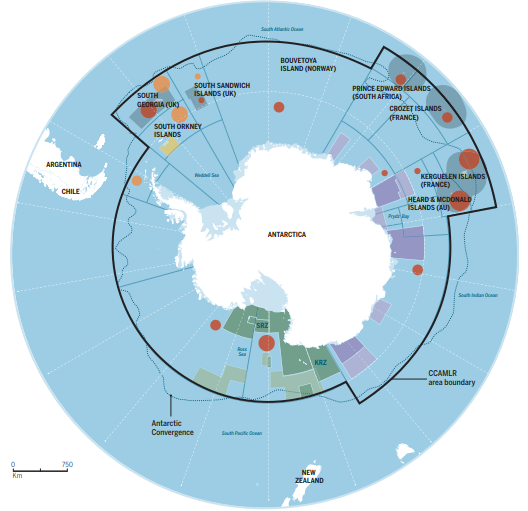 South Atlantic Ocean
BOUVETOYA
ISLAND (NORWAY)
SOUTH SANDWICH
ISLANDS (UK)
SOUTH
GEORGIA (UK)
SOUTH ORKNEY
ISLANDS
PRINCE EDWARD ISLANDS
(SOUTH AFRICA)
CROZET ISLANDS
(FRANCE)
ARGENTINA
CHILE
Weddell Sea
KERGUELEN ISLANDS
(FRANCE)
HEARD & MCDONALD
ISLANDS (AU)
Prydz Bay
ANTARCTICA
South Indian Ocean
SRZ
Ross
Sea
KRZ
CCAMLR
area boundary
Antarctic
Convergence
South Pacific Ocean
0 750
Km
NEW
ZEALAND